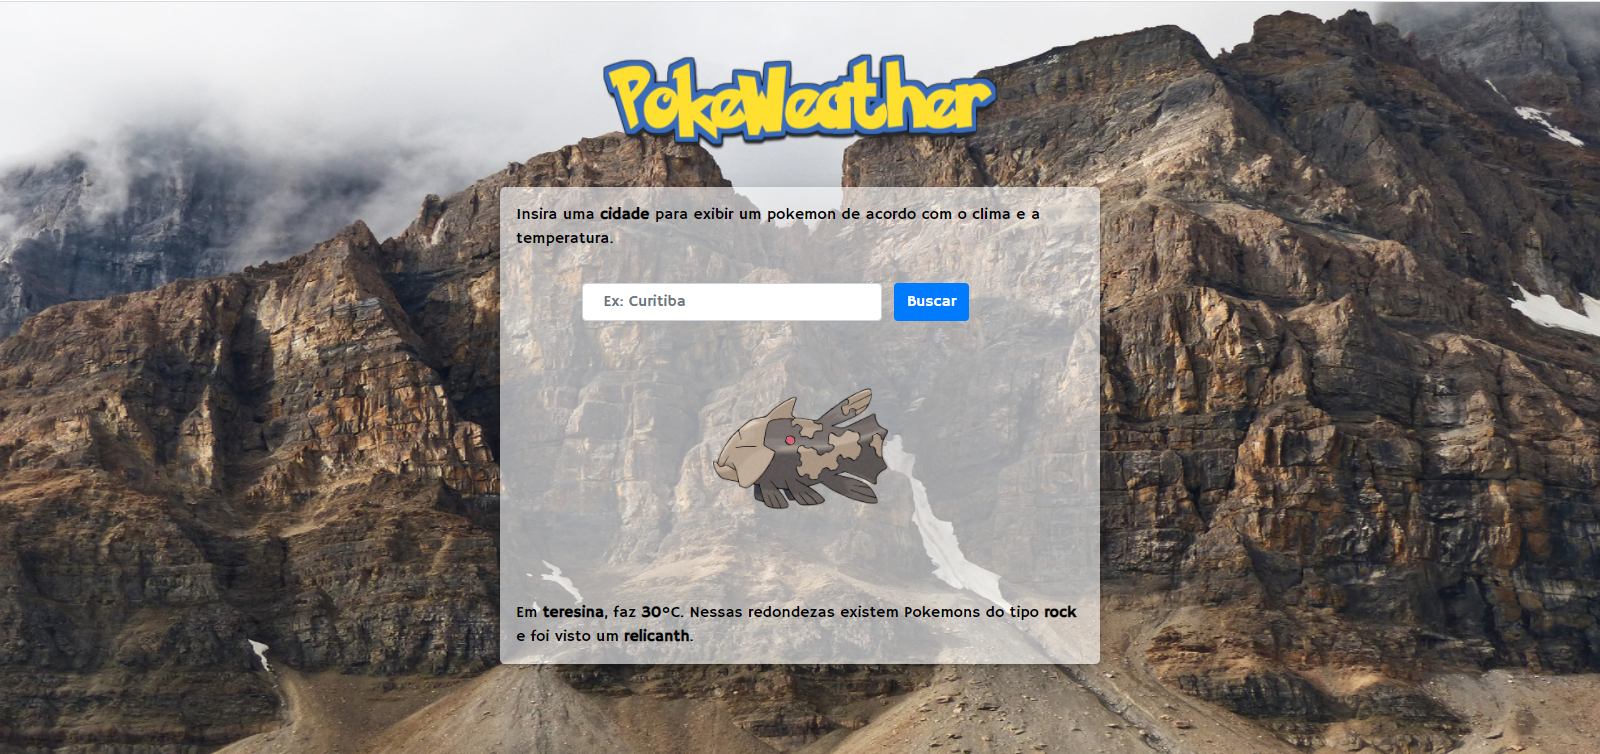 PokeWeather
Insira uma cidade para exibir um pokemon de acordo com o clima e a
temperatura.
Ex: Curitiba
Buscar
Em teresina, faz 30°C. Nessas redondezas existem Pokemons do tipo rock
e foi visto um relicanth.